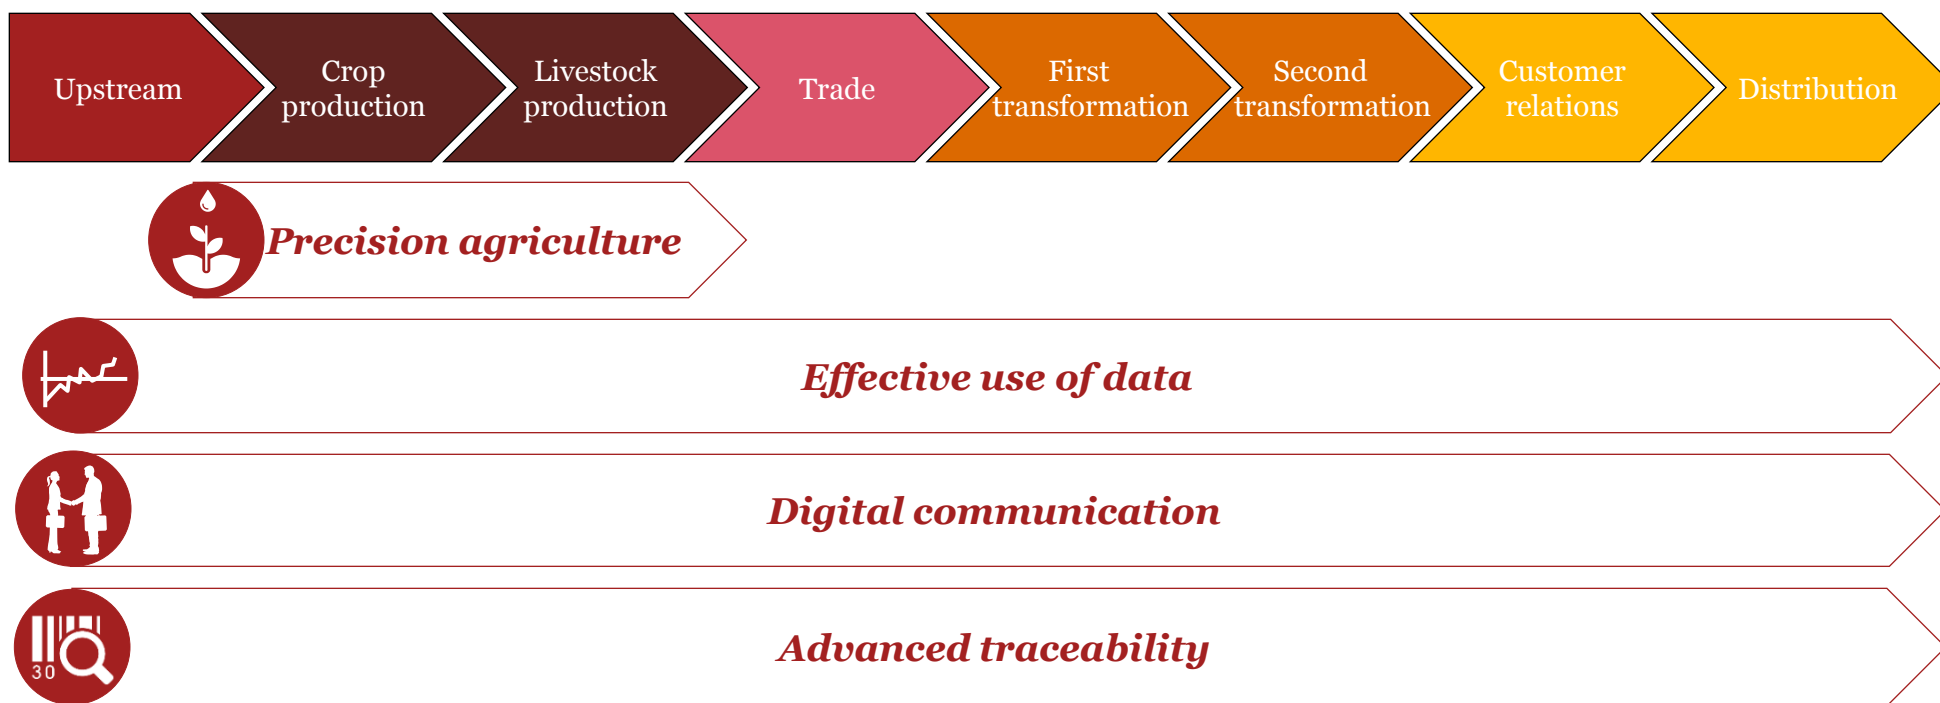 Upstream
Crop
production
Livestock
production
Trade
First
transformation
Second
transformation
Customer
relations
Distribution
Precision agriculture
Effective use of data
Digital communication
30
Advanced traceability